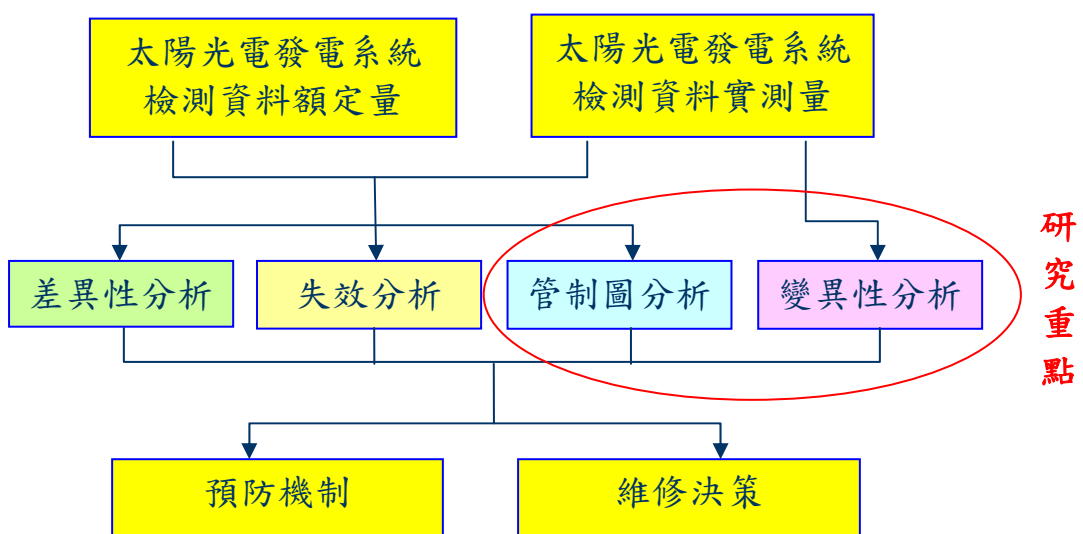 太陽光電發電系統
檢測資料額定量
太陽光電發電系統
檢測資料實測量
差異性分析
失效分析
管制圖分析
變異性分析
研究重點
預防機制
維修決策